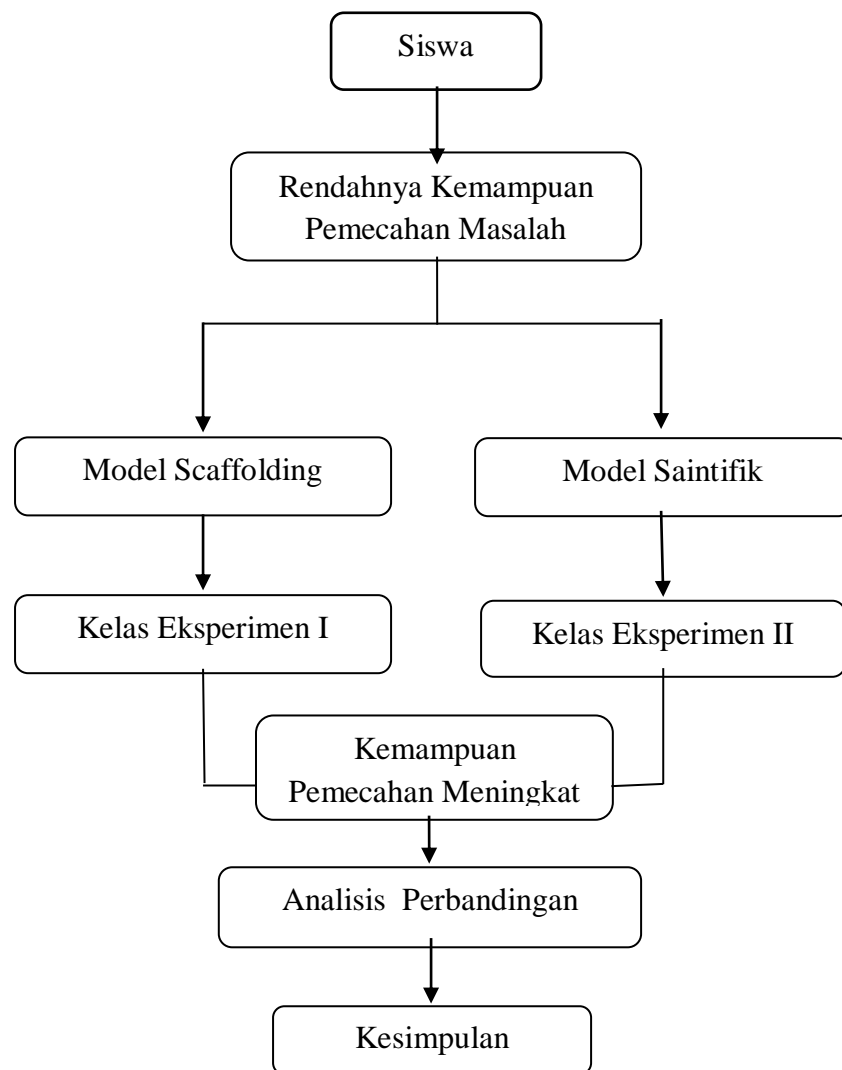 Siswa
Rendahnya Kemampuan
Pemecahan Masalah
Model Scaffolding
Model Saintifik
Kelas Eksperimen I
Kelas Eksperimen II
Kemampuan
Pemecahan Meningkat
Analisis  Perbandingan
Kesimpulan